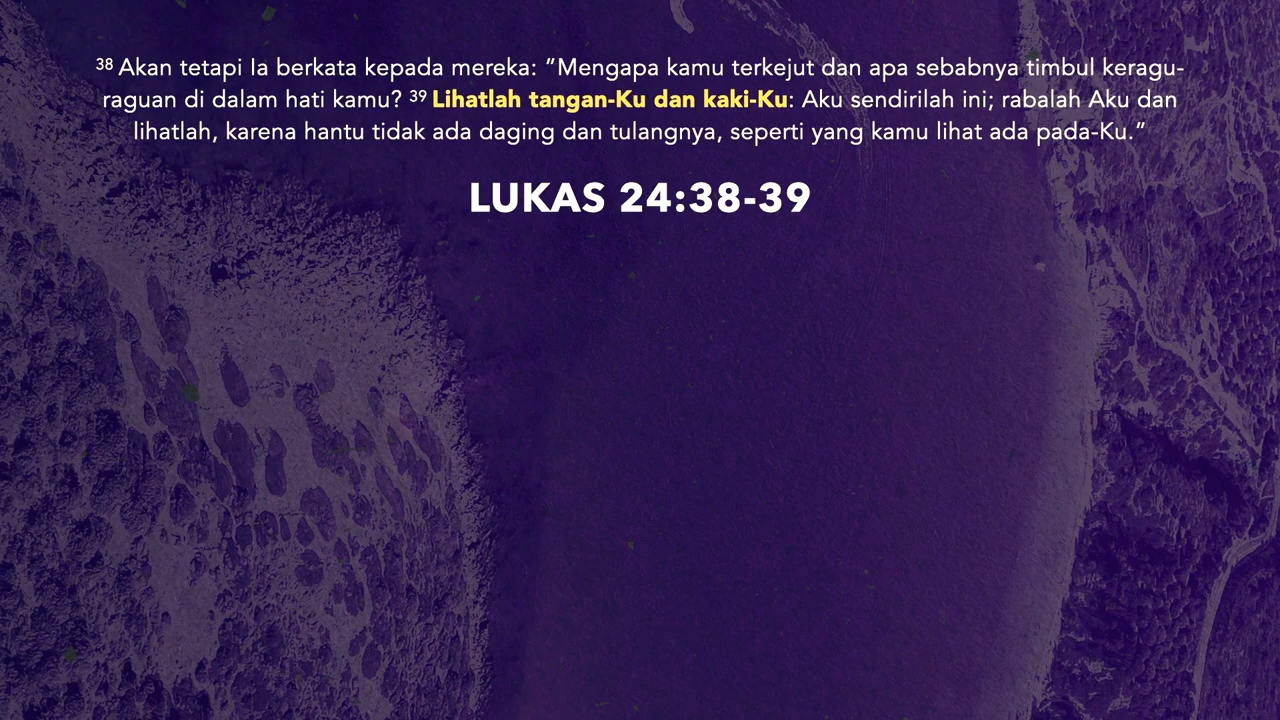 38 Akan tetapi Ia berkata kepada mereka: ”Mengapa kamu terkejut dan apa sebabnya timbul keragu-
raguan di dalam hati kamu? 39 Lihatlah tangan-Ku dan kaki-Ku: Aku sendirilah ini; rabalah Aku dan
lihatlah, karena hantu tidak ada daging dan tulangnya, seperti yang kamu lihat ada pada-Ku.”
LUKAS 24:38-39